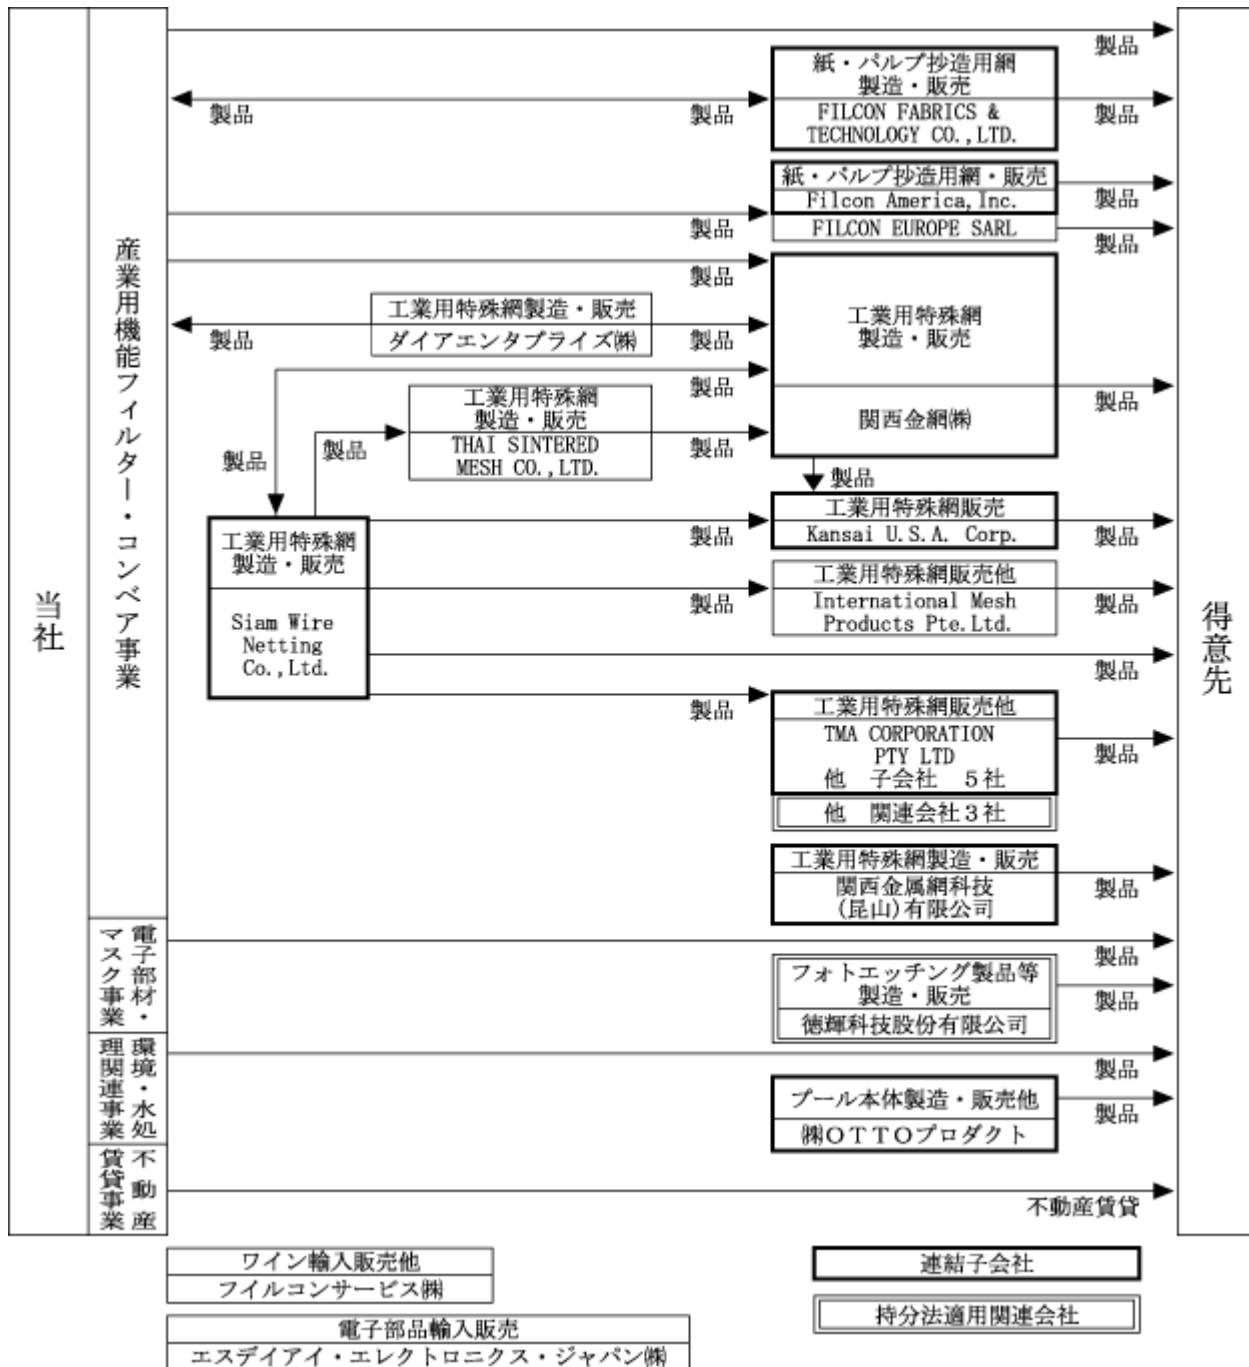 当社
産業用機能フィルター・コンベア事業
電子部材・
マスク事業
環境・水処
理関連事業
不動産
賃貸事業
得意先
製品
紙・パルプ抄造用網
製造・販売
FILCON FABRICS &
TECHNOLOGY CO.,LTD.
製品
製品
製品
紙・パルプ抄造用網・販売
Filcon America,Inc.
製品
製品
FILCON EUROPE SARL
製品
製品
工業用特殊網
製造・販売
関西金網㈱
製品
工業用特殊網製造・販売
ダイアエンタプライズ㈱
製品
製品
製品
工業用特殊網
製造・販売
THAI SINTERED
MESH CO.,LTD.
製品
製品
製品
製品
工業用特殊網
製造・販売
Siam Wire
Netting
Co.,Ltd.
工業用特殊網販売
Kansai U.S.A. Corp.
製品
製品
工業用特殊網販売他
International Mesh
Products Pte.Ltd.
製品
製品
製品
製品
工業用特殊網販売他
TMA CORPORATION
PTY LTD
他 子会社 5社
製品
他 関連会社3社
工業用特殊網製造・販売
関西金属網科技
(昆山)有限公司
製品
製品
フォトエッチング製品等
製造・販売
徳輝科技股份有限公司
製品
製品
プール本体製造・販売他
㈱OTTOプロダクト
製品
不動産賃貸
ワイン輸入販売他
フイルコンサービス㈱
連結子会社
持分法適用関連会社
電子部品輸入販売
エスデイアイ・エレクトロニクス・ジャパン㈱